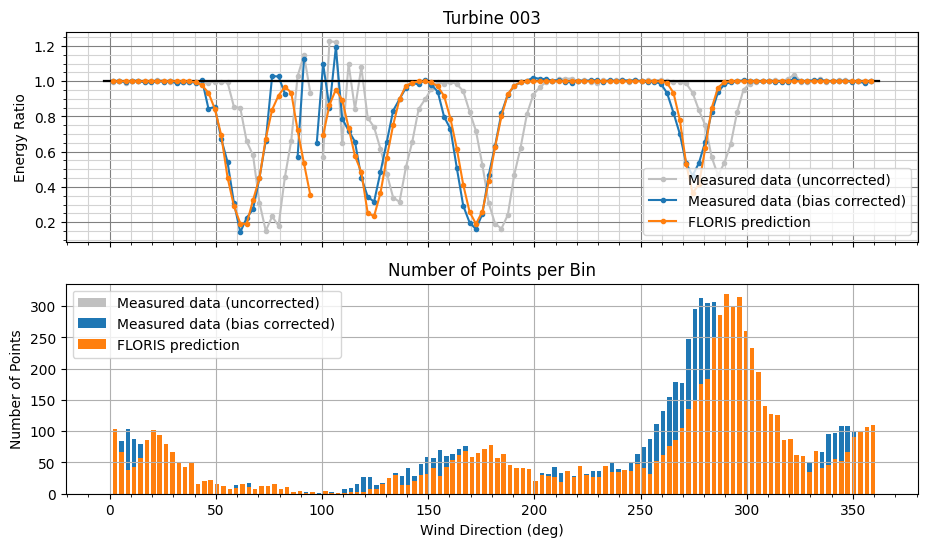 Turbine 003
Energy Ratio
1.2
1.0
0.8
0.6
0.4
0.2
Measured data (uncorrected)
Measured data (bias corrected)
FLORIS prediction
Number of Points per Bin
Number of Points
300
250
200
150
100
50
0
Measured data (uncorrected)
Measured data (bias corrected)
FLORIS prediction
0 50 100 150 200 250 300 350
Wind Direction (deg)